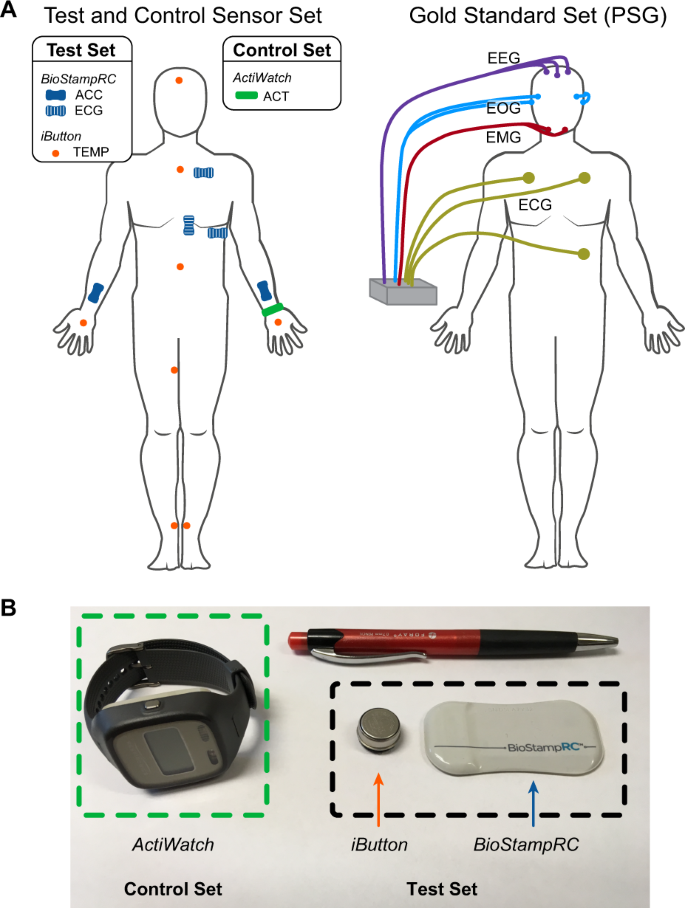 A
Test and Control Sensor Set
Gold Standard Set (PSG)
Test Set
BioStampRC
ACC
ECG
iButton
TEMP
Control Set
ActiWatch
ACT
EEG
EOG
EMG
ECG
B
FORAY
BioStampRC
ActiWatch
iButton
BioStampRC
Control Set
Test Set